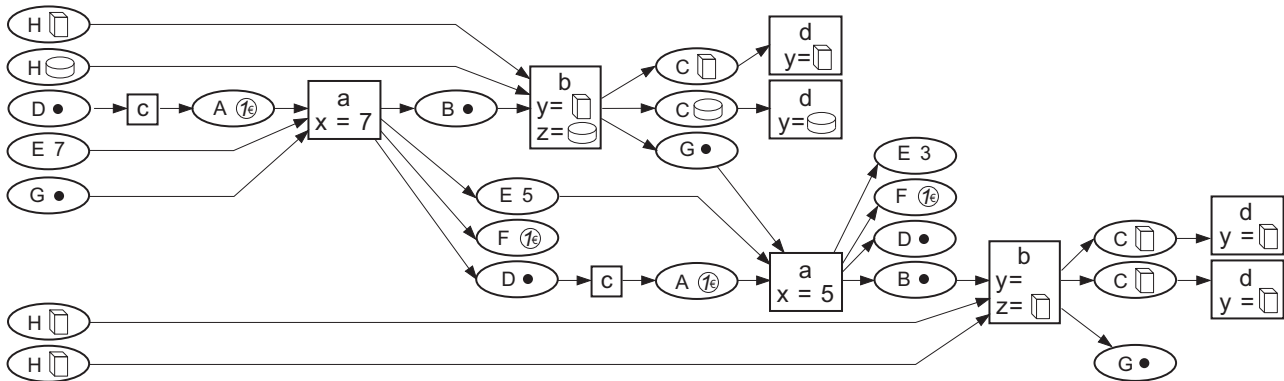 H
H
D
c
A 1€
E 7
G
a
x = 7
B
b
y=
z=
C
C
G
d
y=
d
y=
E 5
F 1€
D
c
A 1€
a
x = 5
E 3
F 1€
D
B
b
y=
z=
C
C
G
d
y =
d
y =
H
H